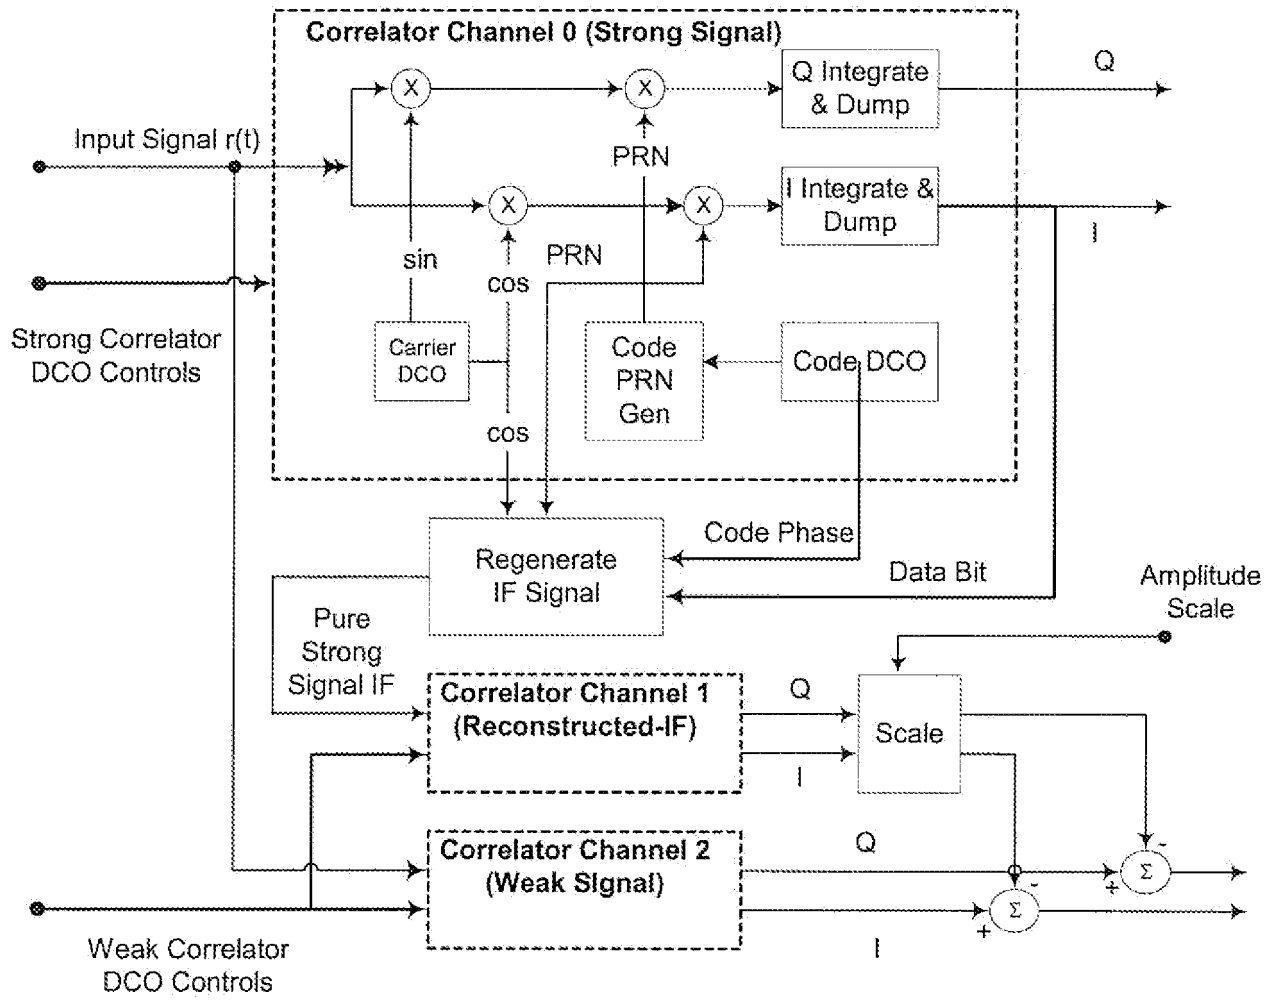 Correlator Channel 0 (Strong Signal)
X
X
Q Integrate
& Dump
Q
Input Signal r(t)
PRN
X
X
I Integrate &
Dump
I
sin
cos
PRN
Strong Correlator
DCO Controls
Carrier
DCO
Code
PRN
Gen
Code DCO
cos
Regenerate
IF Signal
Code Phase
Data Bit
Amplitude
Scale
Pure
Strong
Signal IF
Correlator Channel 1
(Reconstructed-IF)
Q
I
Scale
Correlator Channel 2
(Weak SIgnal)
Q
I
-
+
Σ
-
+
Σ
Weak Correlator
DCO Controls